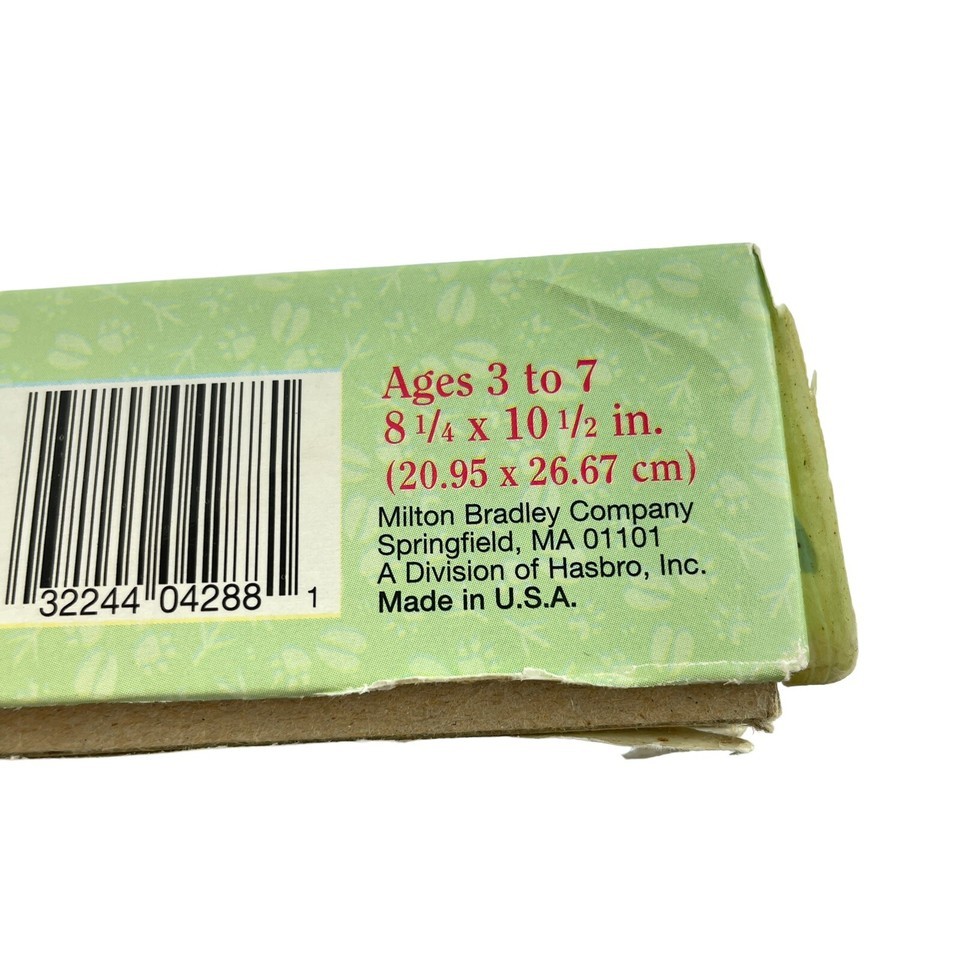 Ages 3 to 7
8 1/4 x 10 1/2 in.
(20.95 x 26.67 cm)
Milton Bradley Company
Springfield, MA 01101
A Division of Hasbro, Inc.
Made in U.S.A.
32244 04288 1